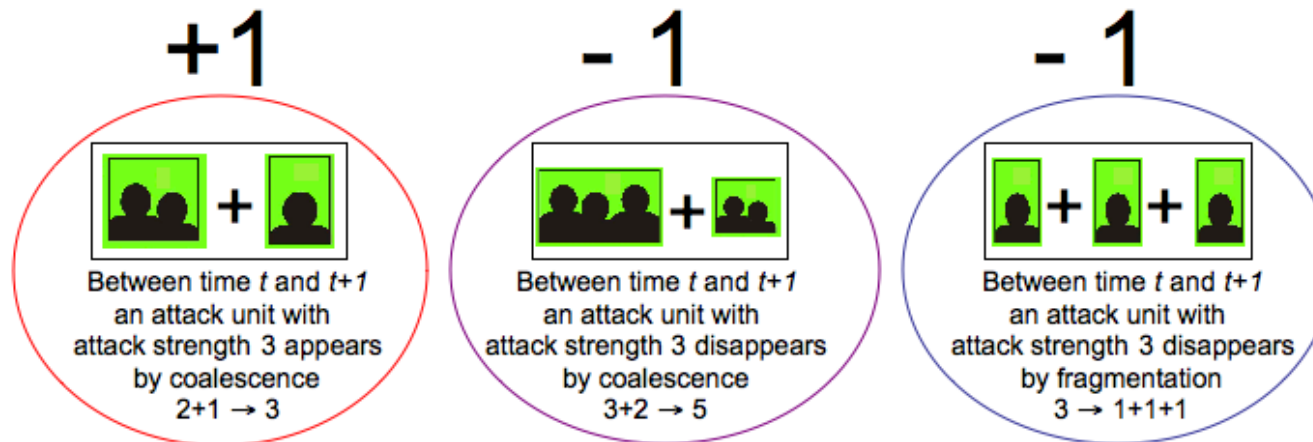 +1
- 1
- 1
+
+
+ +
Between time t and t+1
an attack unit with
attack strength 3 appears
by coalescence
2+1 → 3
Between time t and t+1
an attack unit with
attack strength 3 disappears
by coalescence
3+2 → 5
Between time t and t+1
an attack unit with
attack strength 3 disappears
by fragmentation
3 → 1+1+1